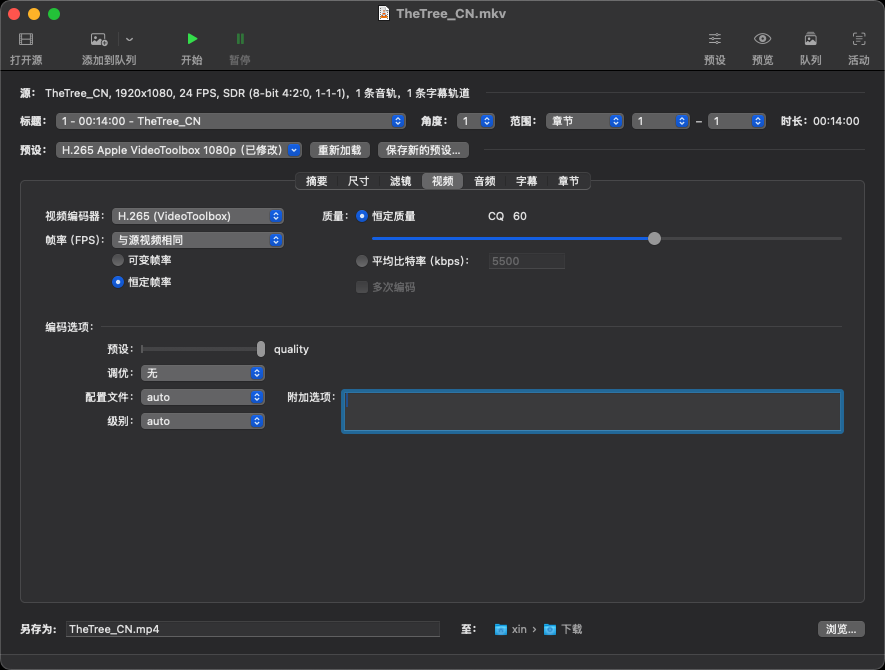 TheTree_CN.mkv
打开源 添加到队列 开始 暂停 预设 预览 队列 活动
源: TheTree_CN, 1920x1080, 24 FPS, SDR (8-bit 4:2:0, 1-1-1), 1 条音轨, 1 条字幕轨道
标题: 1 - 00:14:00 - TheTree_CN 角度: 1 范围: 章节 1 – 1 时长: 00:14:00
预设: H.265 Apple VideoToolbox 1080p (已修改) 重新加载 保存新的预设...
摘要 尺寸 滤镜 视频 音频 字幕 章节
视频编码器: H.265 (VideoToolbox) 质量: 恒定质量 CQ 60
帧率 (FPS): 与源视频相同
可变帧率 平均比特率 (kbps): 5500
恒定帧率 多次编码
编码选项:
预设: quality
调优: 无
配置文件: auto 附加选项:
级别: auto
另存为: TheTree_CN.mp4 至: xin › 下载 浏览...